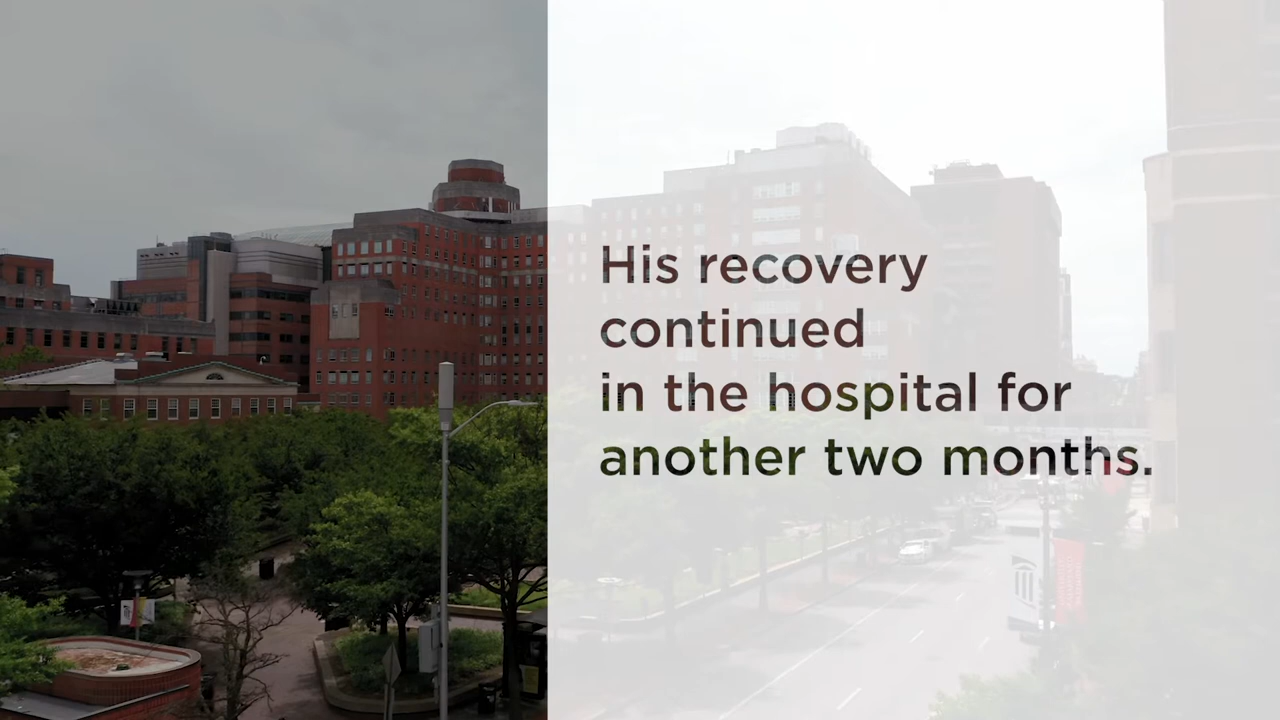 His recovery
continued
in the hospital for
another two months.